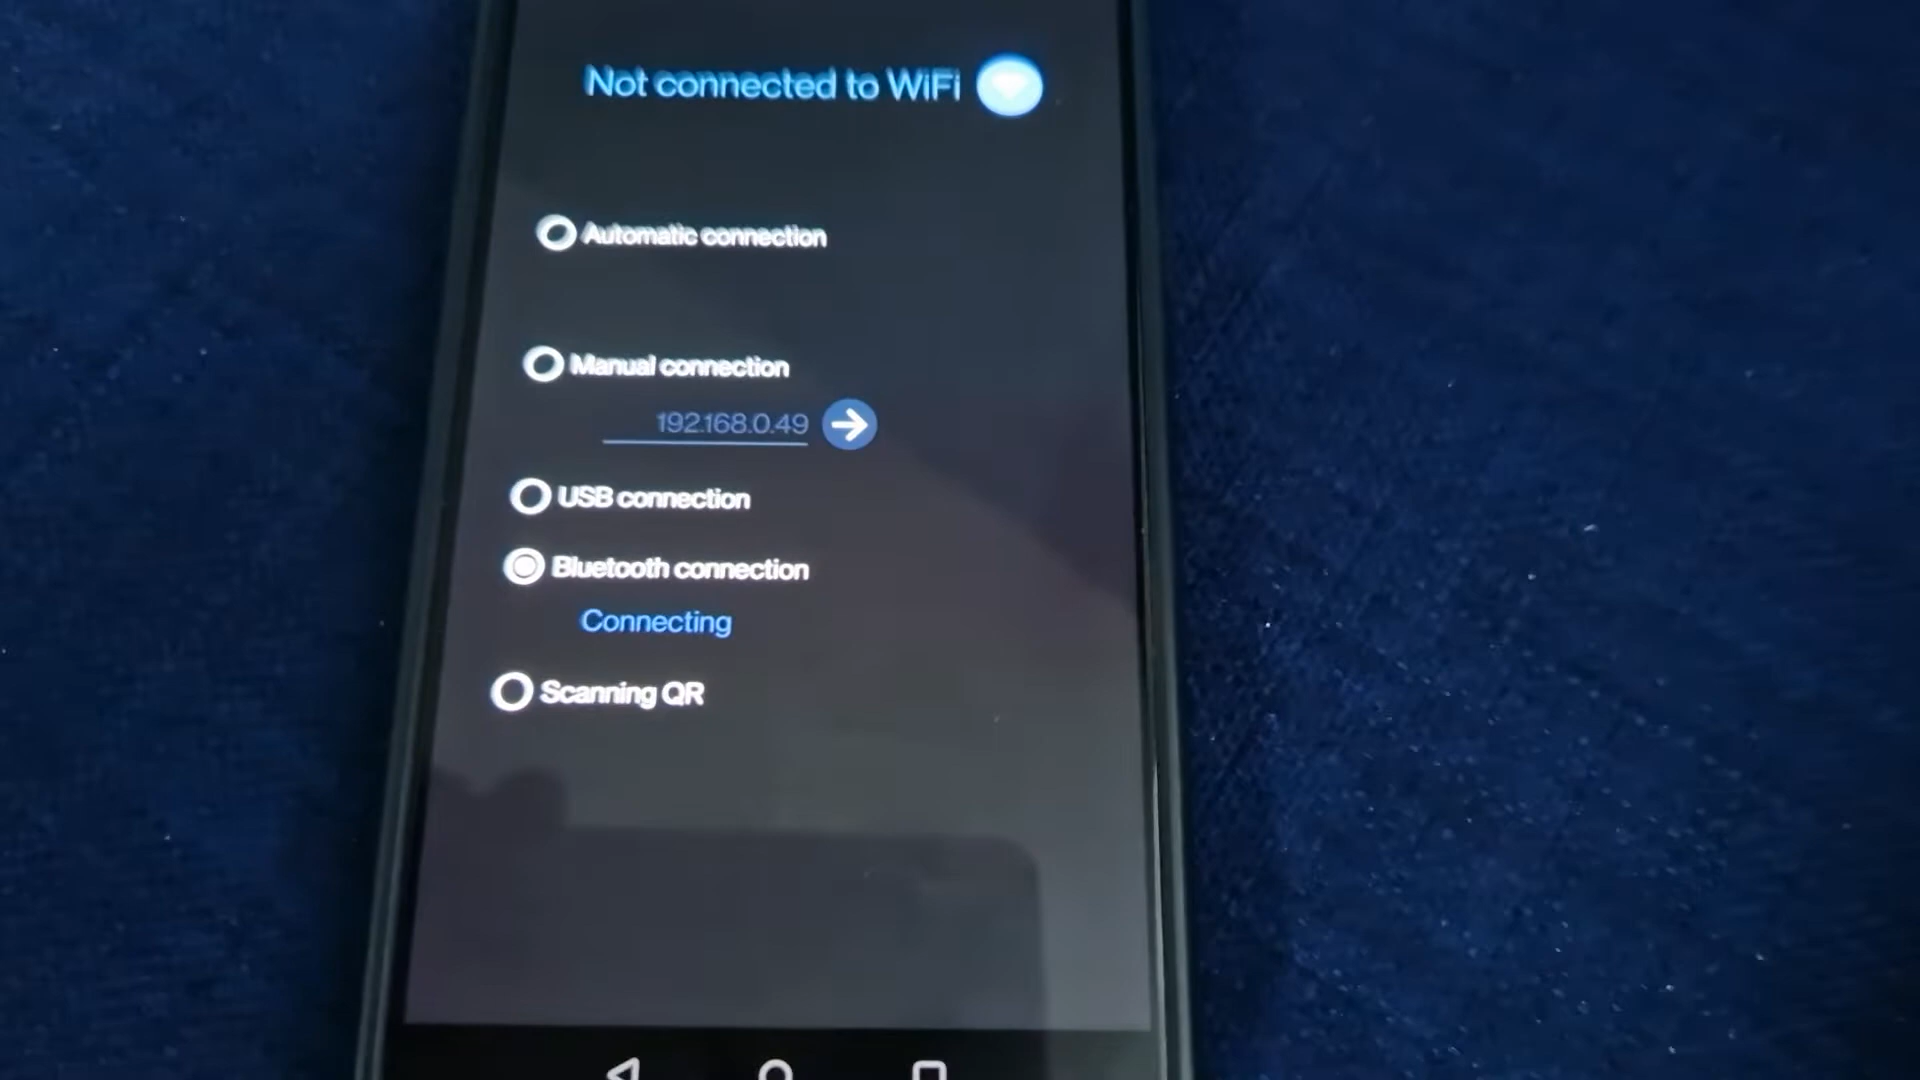 Not connected to WiFi
Automatic connection
Manual connection
192.168.0.49
USB connection
Bluetooth connection
Connecting
Scanning QR